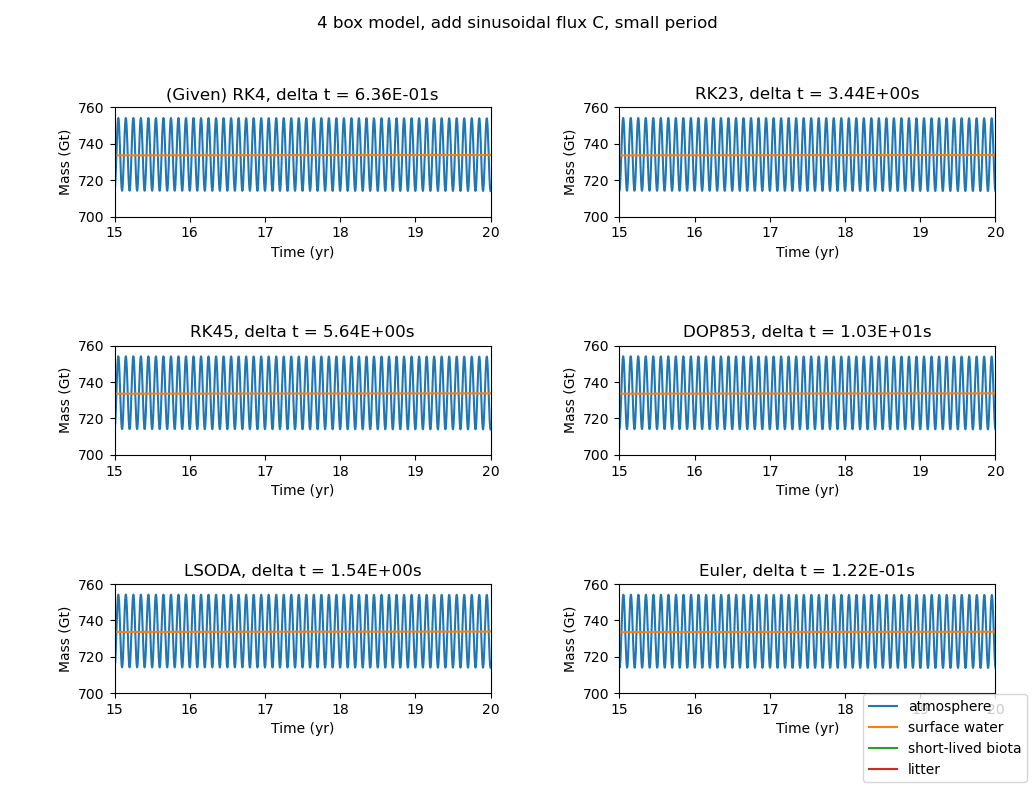 4 box model, add sinusoidal flux C, small period
(Given) RK4, delta t = 6.36E-01s
760
740
720
700
Mass (Gt)
15 16 17 18 19 20
Time (yr)
RK23, delta t = 3.44E+00s
760
740
720
700
Mass (Gt)
15 16 17 18 19 20
Time (yr)
RK45, delta t = 5.64E+00s
760
740
720
700
Mass (Gt)
15 16 17 18 19 20
Time (yr)
DOP853, delta t = 1.03E+01s
760
740
720
700
Mass (Gt)
15 16 17 18 19 20
Time (yr)
LSODA, delta t = 1.54E+00s
760
740
720
700
Mass (Gt)
15 16 17 18 19 20
Time (yr)
Euler, delta t = 1.22E-01s
760
740
720
700
Mass (Gt)
15 16 17 18 19 20
Time (yr)
atmosphere
surface water
short-lived biota
litter